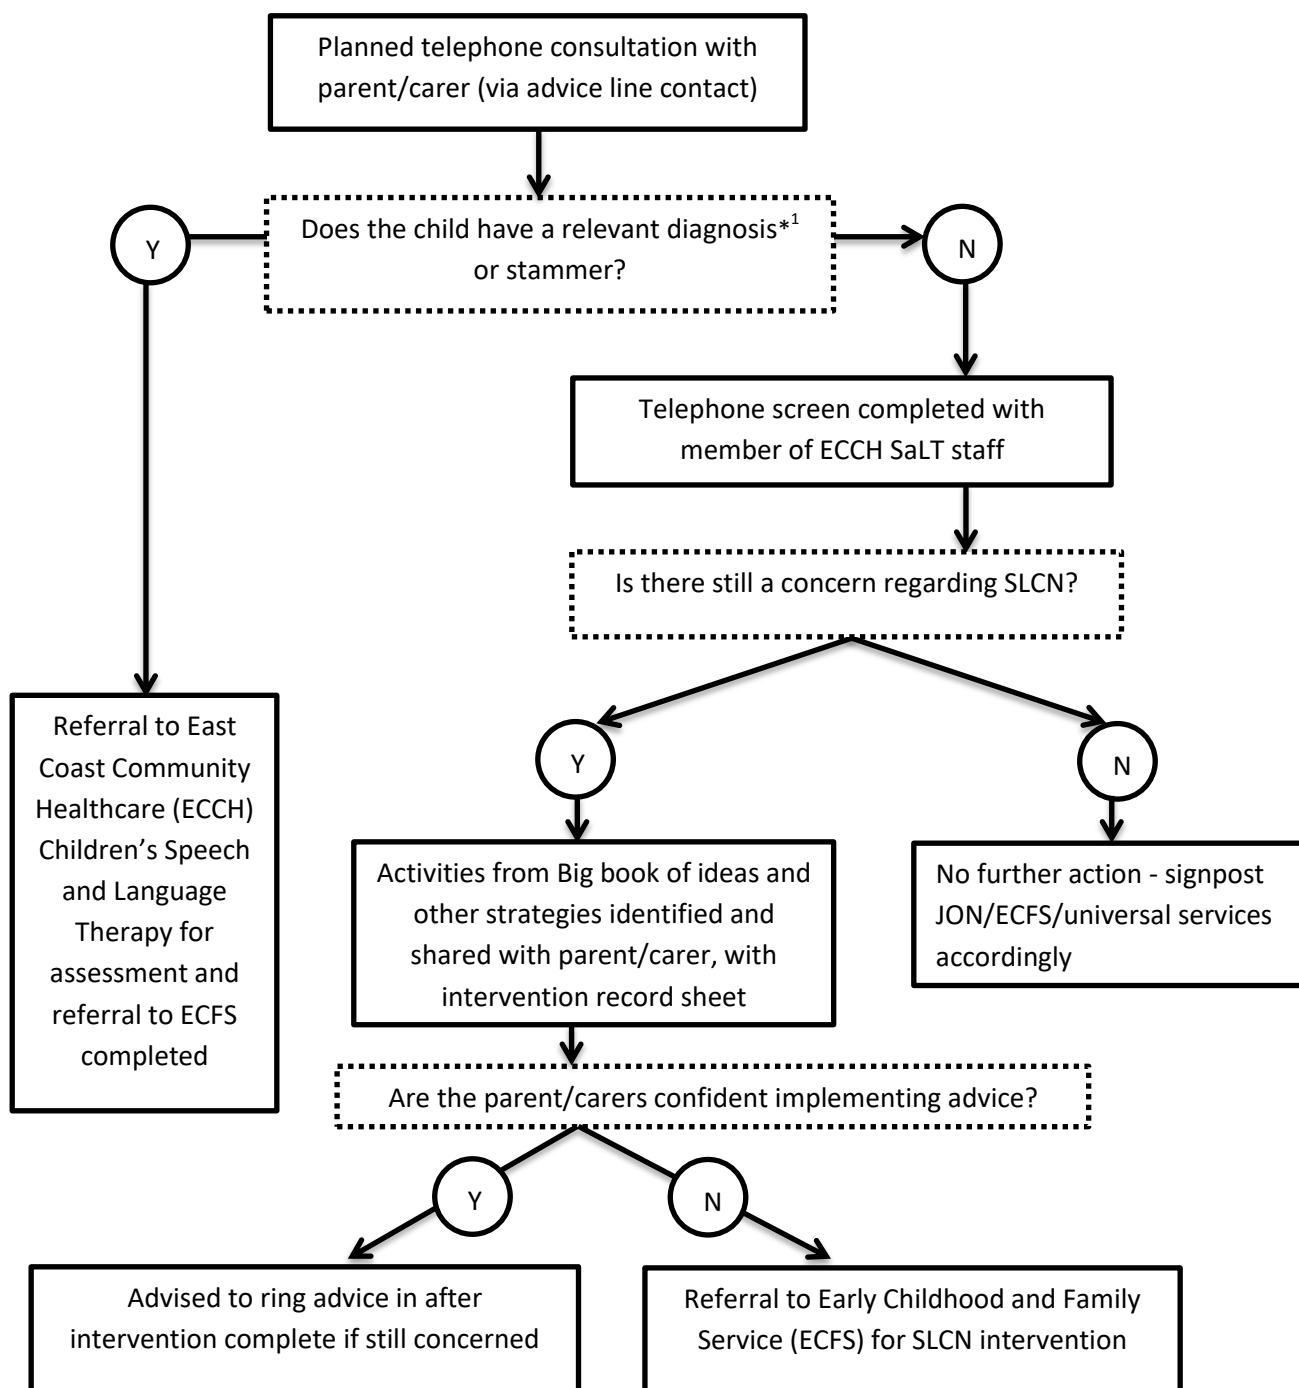 Planned telephone consultation with
parent/carer (via advice line contact)
Does the child have a relevant diagnosis*1
or stammer?
Y
N
Telephone screen completed with
member of ECCH SaLT staff
Is there still a concern regarding SLCN?
Referral to East
Coast Community
Healthcare (ECCH)
Children’s Speech
and Language
Therapy for
assessment and
referral to ECFS
completed
Y
N
Activities from Big book of ideas and
other strategies identified and
shared with parent/carer, with
intervention record sheet
No further action - signpost
JON/ECFS/universal services
accordingly
Are the parent/carers confident implementing advice?
Y
N
Advised to ring advice in after
intervention complete if still concerned
Referral to Early Childhood and Family
Service (ECFS) for SLCN intervention